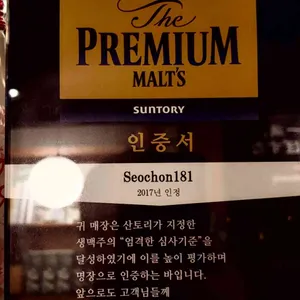 The
PREMIUM
MALT'S
SUNTORY
인증서
Seochon181
2017년 인정
귀 매장은 산토리가 지정한
생맥주의 "엄격한 심사기준"을
달성하였기에 이를 높이 평가하며
명장으로 인증하는 바입니다.
앞으로도 고객님들께